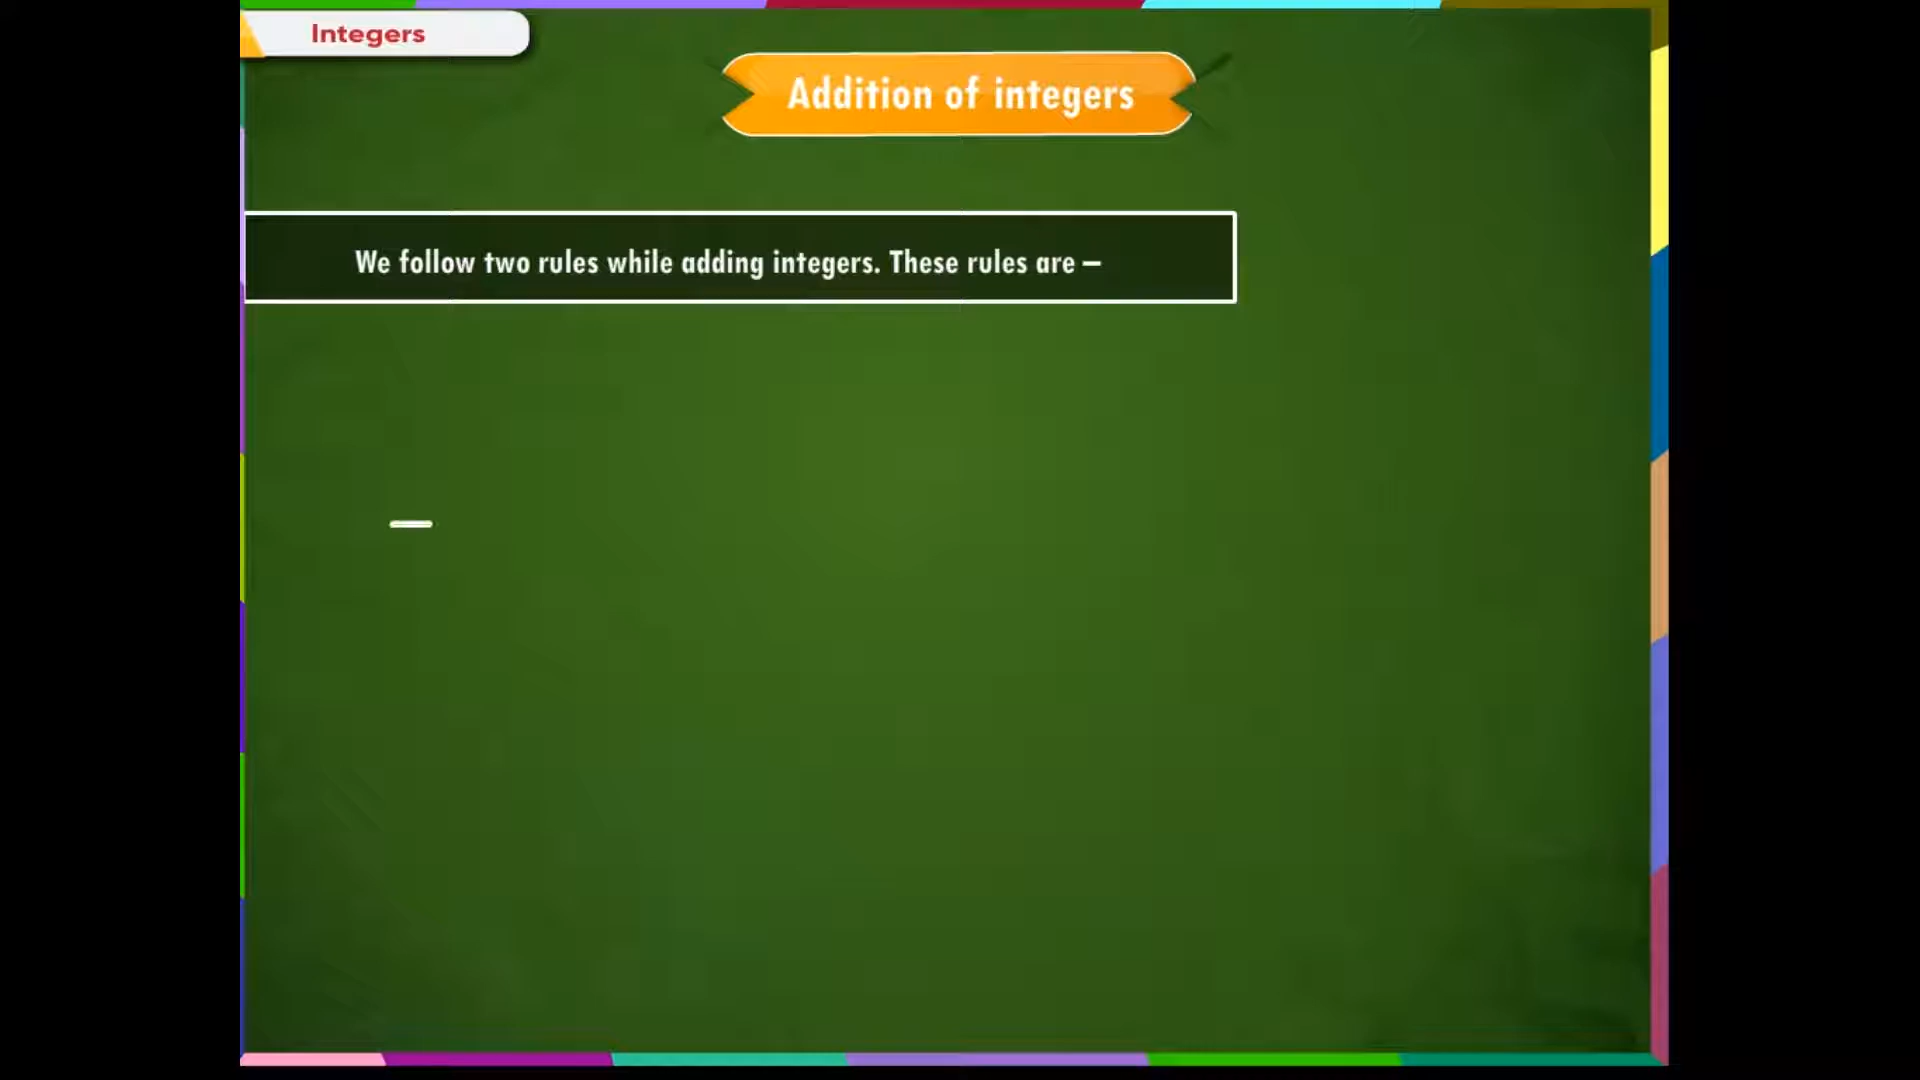 Integers
Addition of integers
We follow two rules while adding integers. These rules are –